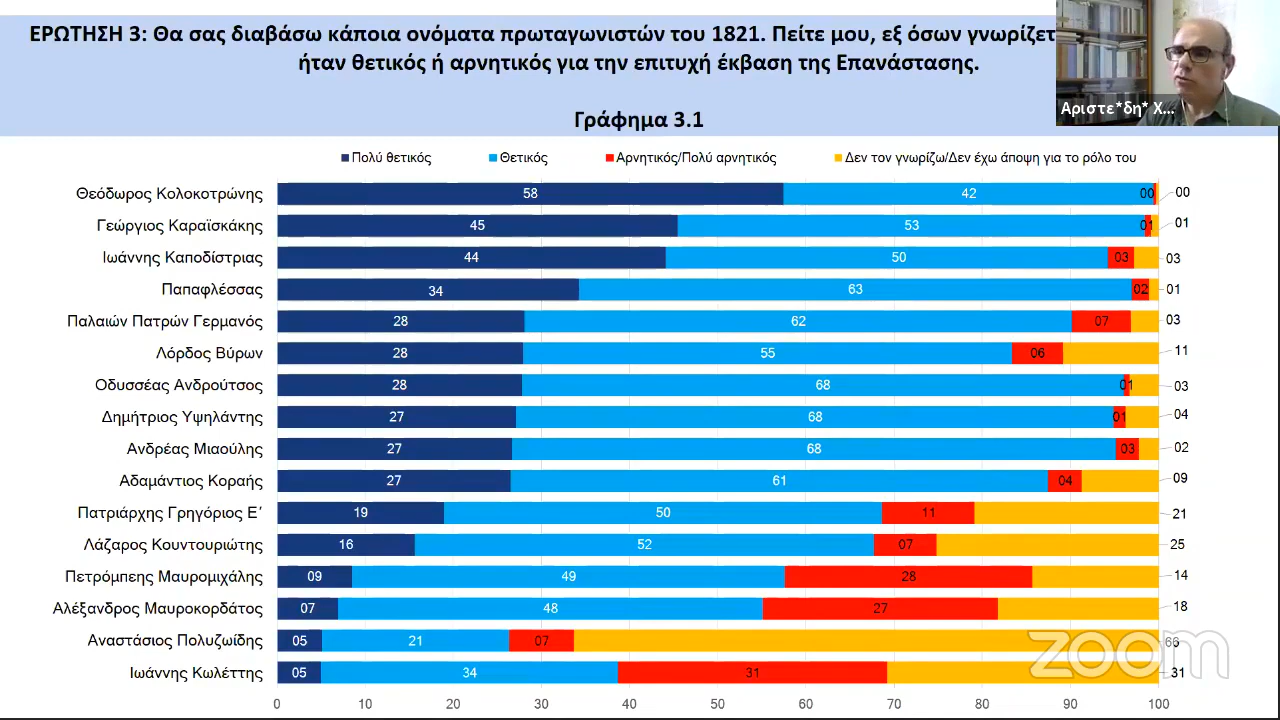 ΕΡΩΤΗΣΗ 3: Θα σας διαβάσω κάποια ονόματα πρωταγωνιστών του 1821. Πείτε μου, εξ όσων γνωρίζετ
ήταν θετικός ή αρνητικός για την επιτυχή έκβαση της Επανάστασης.
Γράφημα 3.1
Αριστε*δη* Χ...
Πολύ θετικός Θετικός Αρνητικός/Πολύ αρνητικός Δεν τον γνωρίζω/Δεν έχω άποψη για το ρόλο του
Θεόδωρος Κολοκοτρώνης 58 42 00 00
Γεώργιος Καραϊσκάκης 45 53 01 01
Ιωάννης Καποδίστριας 44 50 03 03
Παπαφλέσσας 34 63 02 01
Παλαιών Πατρών Γερμανός 28 62 07 03
Λόρδος Βύρων 28 55 06 11
Οδυσσέας Ανδρούτσος 28 68 01 03
Δημήτριος Υψηλάντης 27 68 01 04
Ανδρέας Μιαούλης 27 68 03 02
Αδαμάντιος Κοραής 27 61 04 09
Πατριάρχης Γρηγόριος Ε΄ 19 50 11 21
Λάζαρος Κουντουριώτης 16 52 07 25
Πετρόμπεης Μαυρομιχάλης 09 49 28 14
Αλέξανδρος Μαυροκορδάτος 07 48 27 18
Αναστάσιος Πολυζωίδης 05 21 07 66
Ιωάννης Κωλέττης 05 34 31 31
zoom
0 10 20 30 40 50 60 70 80 90 100